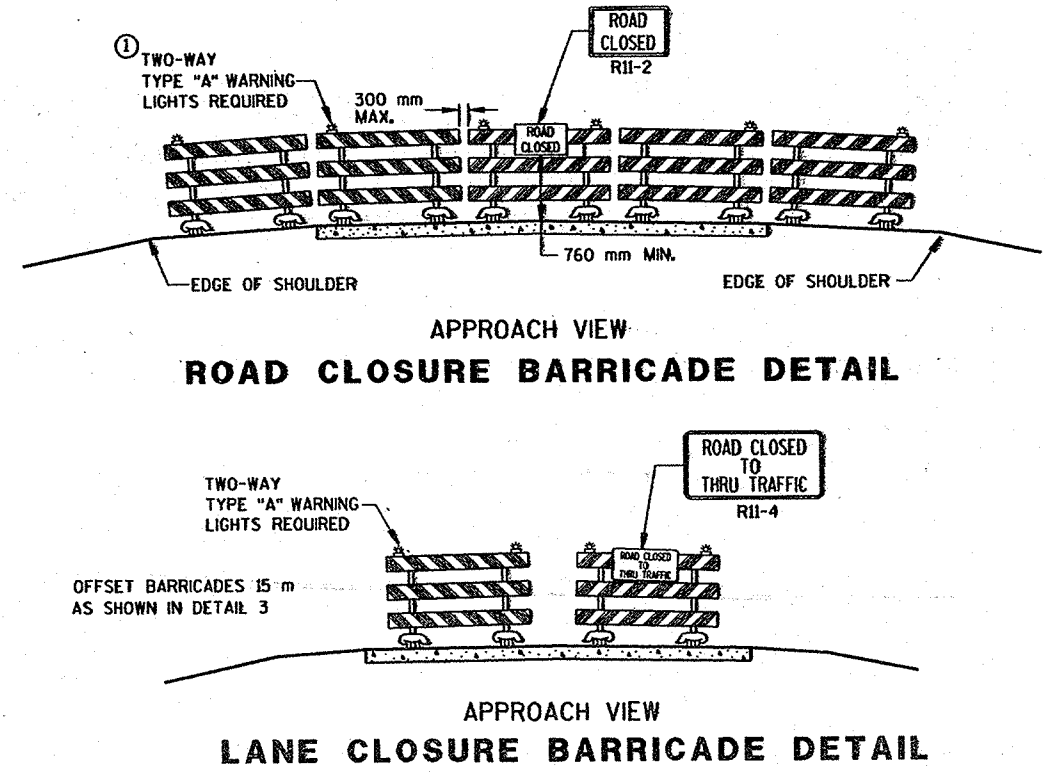 ROAD
CLOSED
R11-2
① TWO-WAY
TYPE "A" WARNING
LIGHTS REQUIRED
300 mm
MAX.
ROAD
CLOSED
760 mm MIN.
EDGE OF SHOULDER
EDGE OF SHOULDER
APPROACH VIEW
ROAD CLOSURE BARRICADE DETAIL
ROAD CLOSED
TO
THRU TRAFFIC
R11-4
TWO-WAY
TYPE "A" WARNING
LIGHTS REQUIRED
ROAD CLOSED
TO
THRU TRAFFIC
OFFSET BARRICADES 15 m
AS SHOWN IN DETAIL 3
APPROACH VIEW
LANE CLOSURE BARRICADE DETAIL